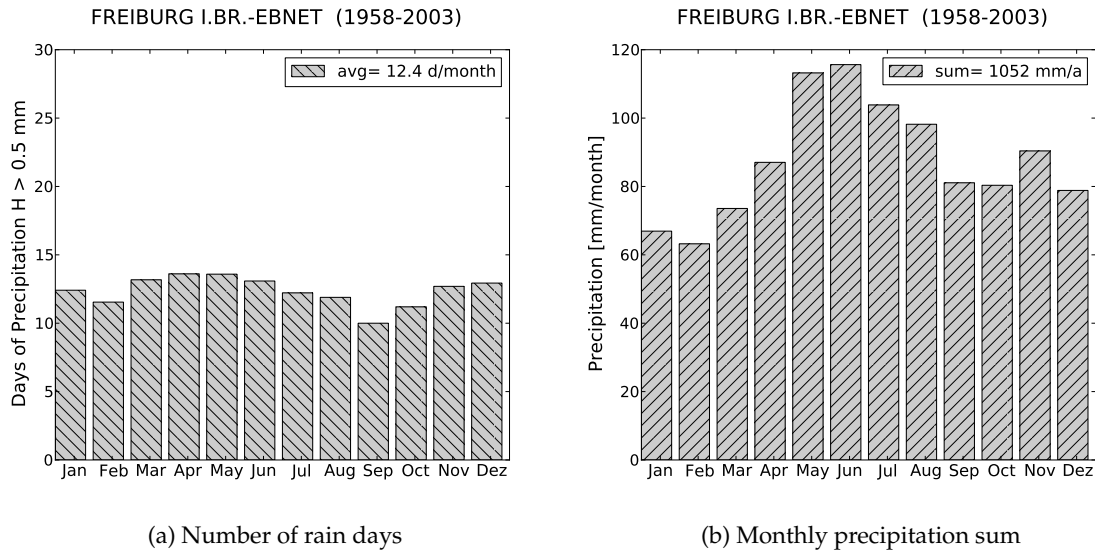 FREIBURG I.BR.-EBNET (1958-2003)
avg= 12.4 d/month
Days of Precipitation H > 0.5 mm
30
25
20
15
10
5
0
Jan Feb Mar Apr May Jun Jul Aug Sep Oct Nov Dez
(a) Number of rain days
FREIBURG I.BR.-EBNET (1958-2003)
sum= 1052 mm/a
Precipitation [mm/month]
120
100
80
60
40
20
0
Jan Feb Mar Apr May Jun Jul Aug Sep Oct Nov Dez
(b) Monthly precipitation sum